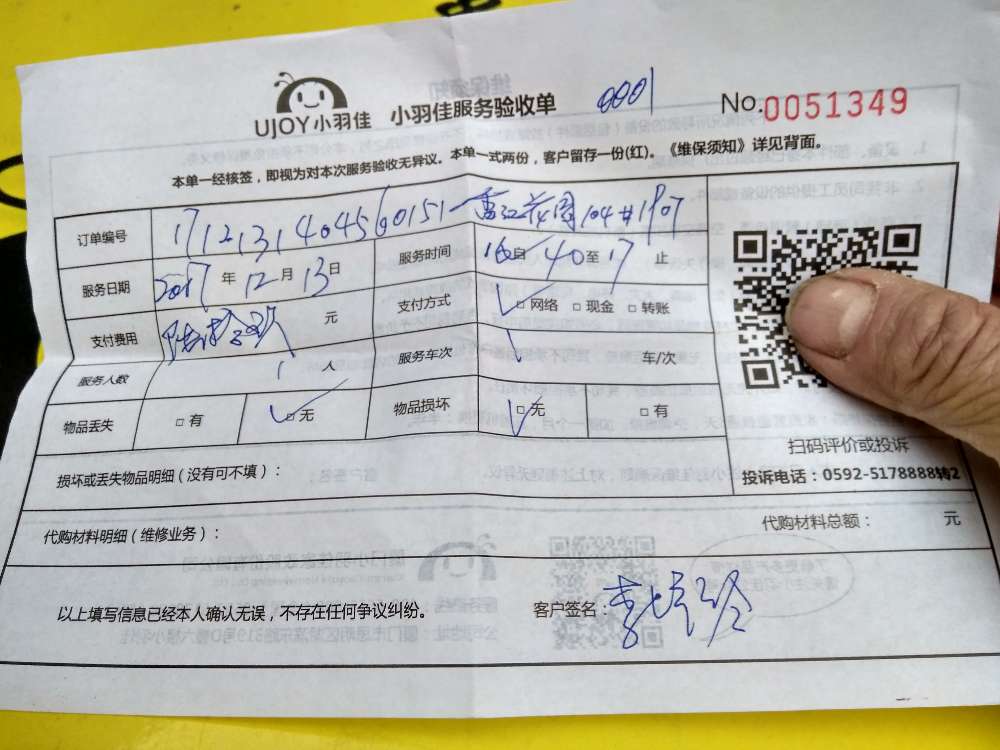 UJOY小羽佳 小羽佳服务验收单 0001 No.0051349
本单一经核签，即视为对本次服务验收无异议。本单一式两份，客户留存一份(红)。《维保须知》详见背面。
订单编号 1712131404560151 104#1907
服务日期 2017 年 12 月 13 日 服务时间 16 自 40 至 17 止
支付费用 元 支付方式 ✓ □ 网络 □ 现金 □ 转账
服务人数 1 人 服务车次 1 车/次
物品丢失 □ 有 ✓ □ 无 物品损坏 ✓ □ 无 □ 有
扫码评价或投诉
投诉电话：0592-5178888转2
损坏或丢失物品明细（没有可不填）：
代购材料明细（维修业务）： 代购材料总额： 元
以上填写信息已经本人确认无误，不存在任何争议纠纷。 客户签名：